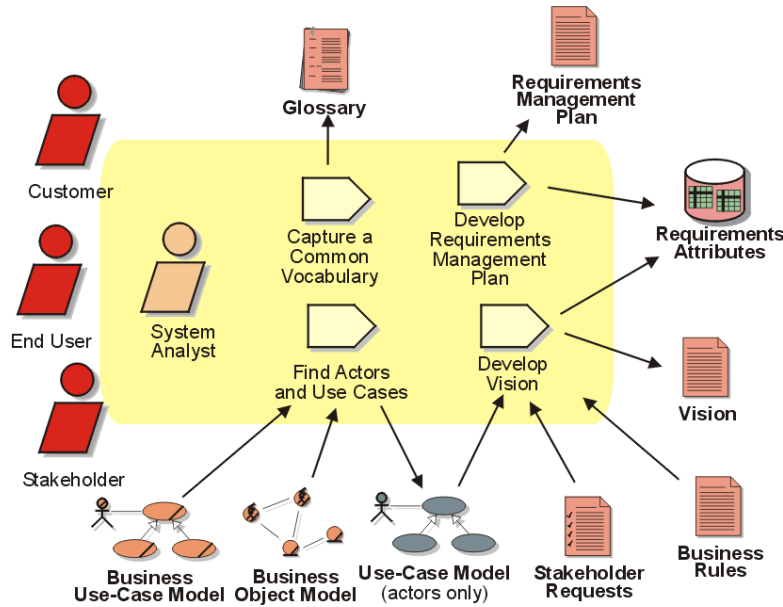 Glossary
Requirements
Management
Plan
Customer
Capture a
Common
Vocabulary
Develop
Requirements
Management
Plan
Requirements
Attributes
End User
System
Analyst
Find Actors
and Use Cases
Develop
Vision
Vision
Stakeholder
Business
Use-Case Model
Business
Object Model
Use-Case Model
(actors only)
Stakeholder
Requests
Business
Rules